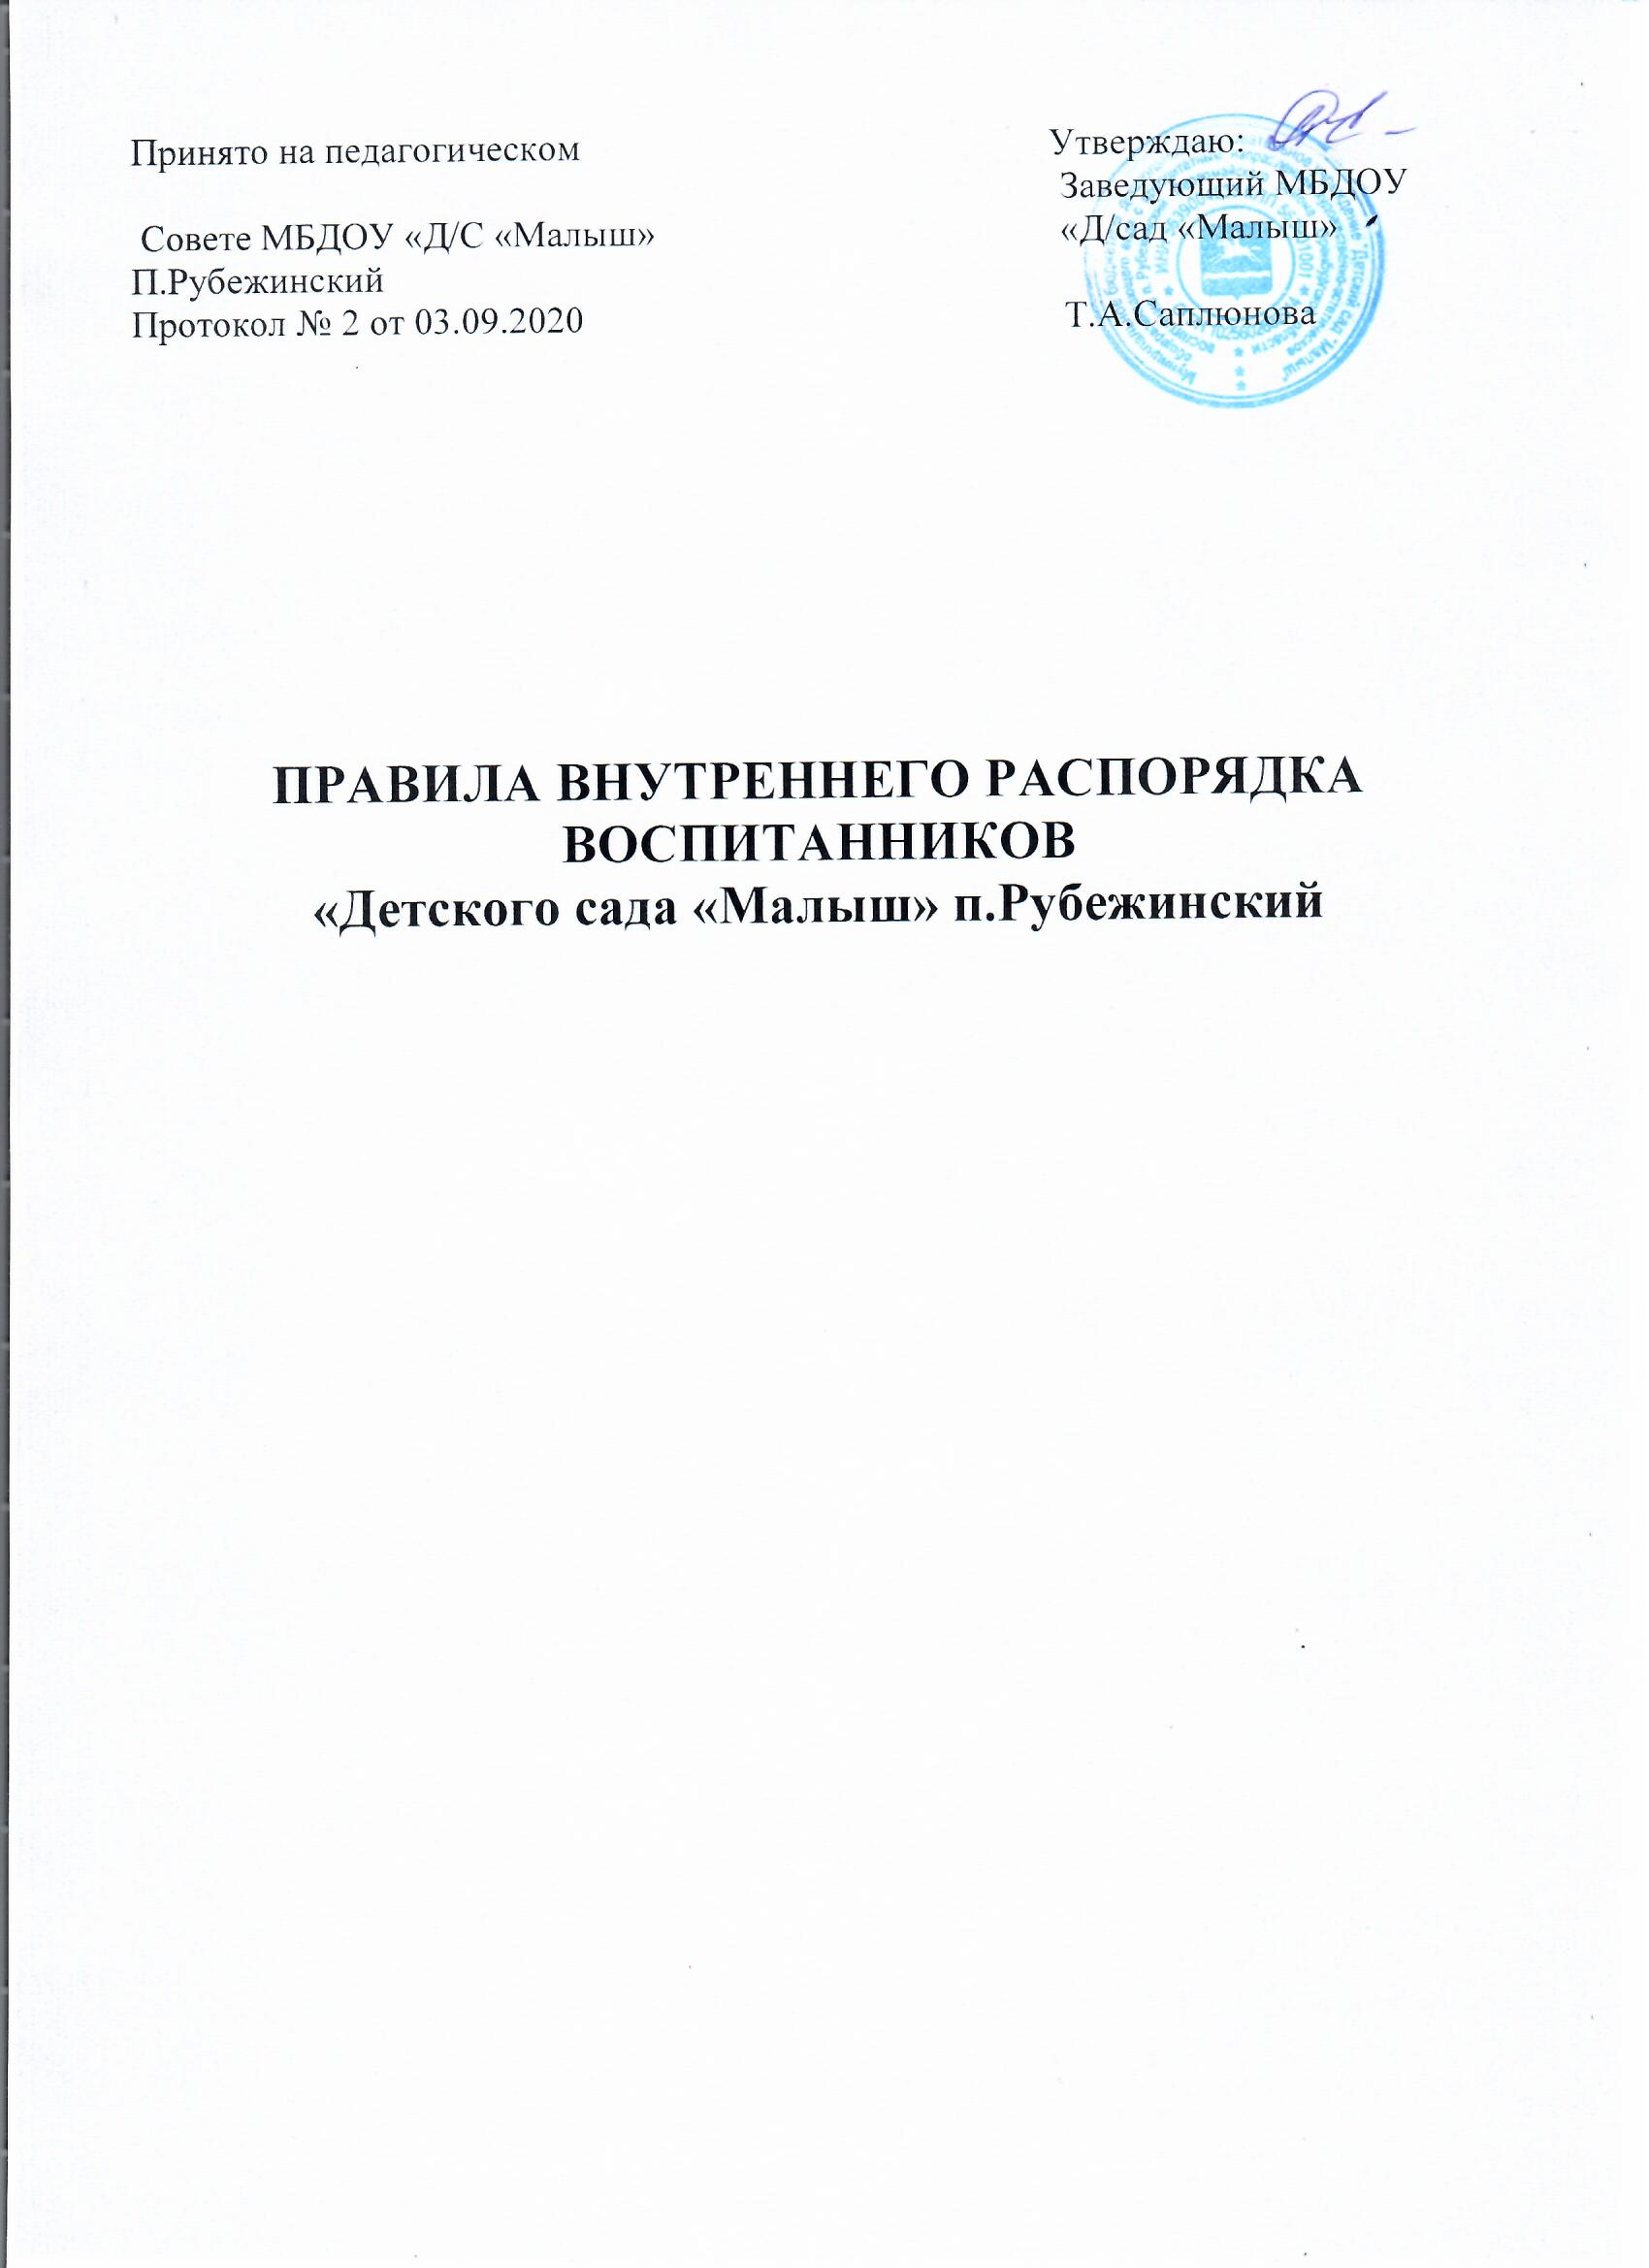 Принято на педагогическом
Совете МБДОУ «Д/С «Малыш»
П.Рубежинский
Протокол № 2 от 03.09.2020
Утверждаю:
Заведующий МБДОУ
«Д/сад «Малыш»
Т.А.Саплюнова
ПРАВИЛА ВНУТРЕННЕГО РАСПОРЯДКА
ВОСПИТАННИКОВ
«Детского сада «Малыш» п.Рубежинский